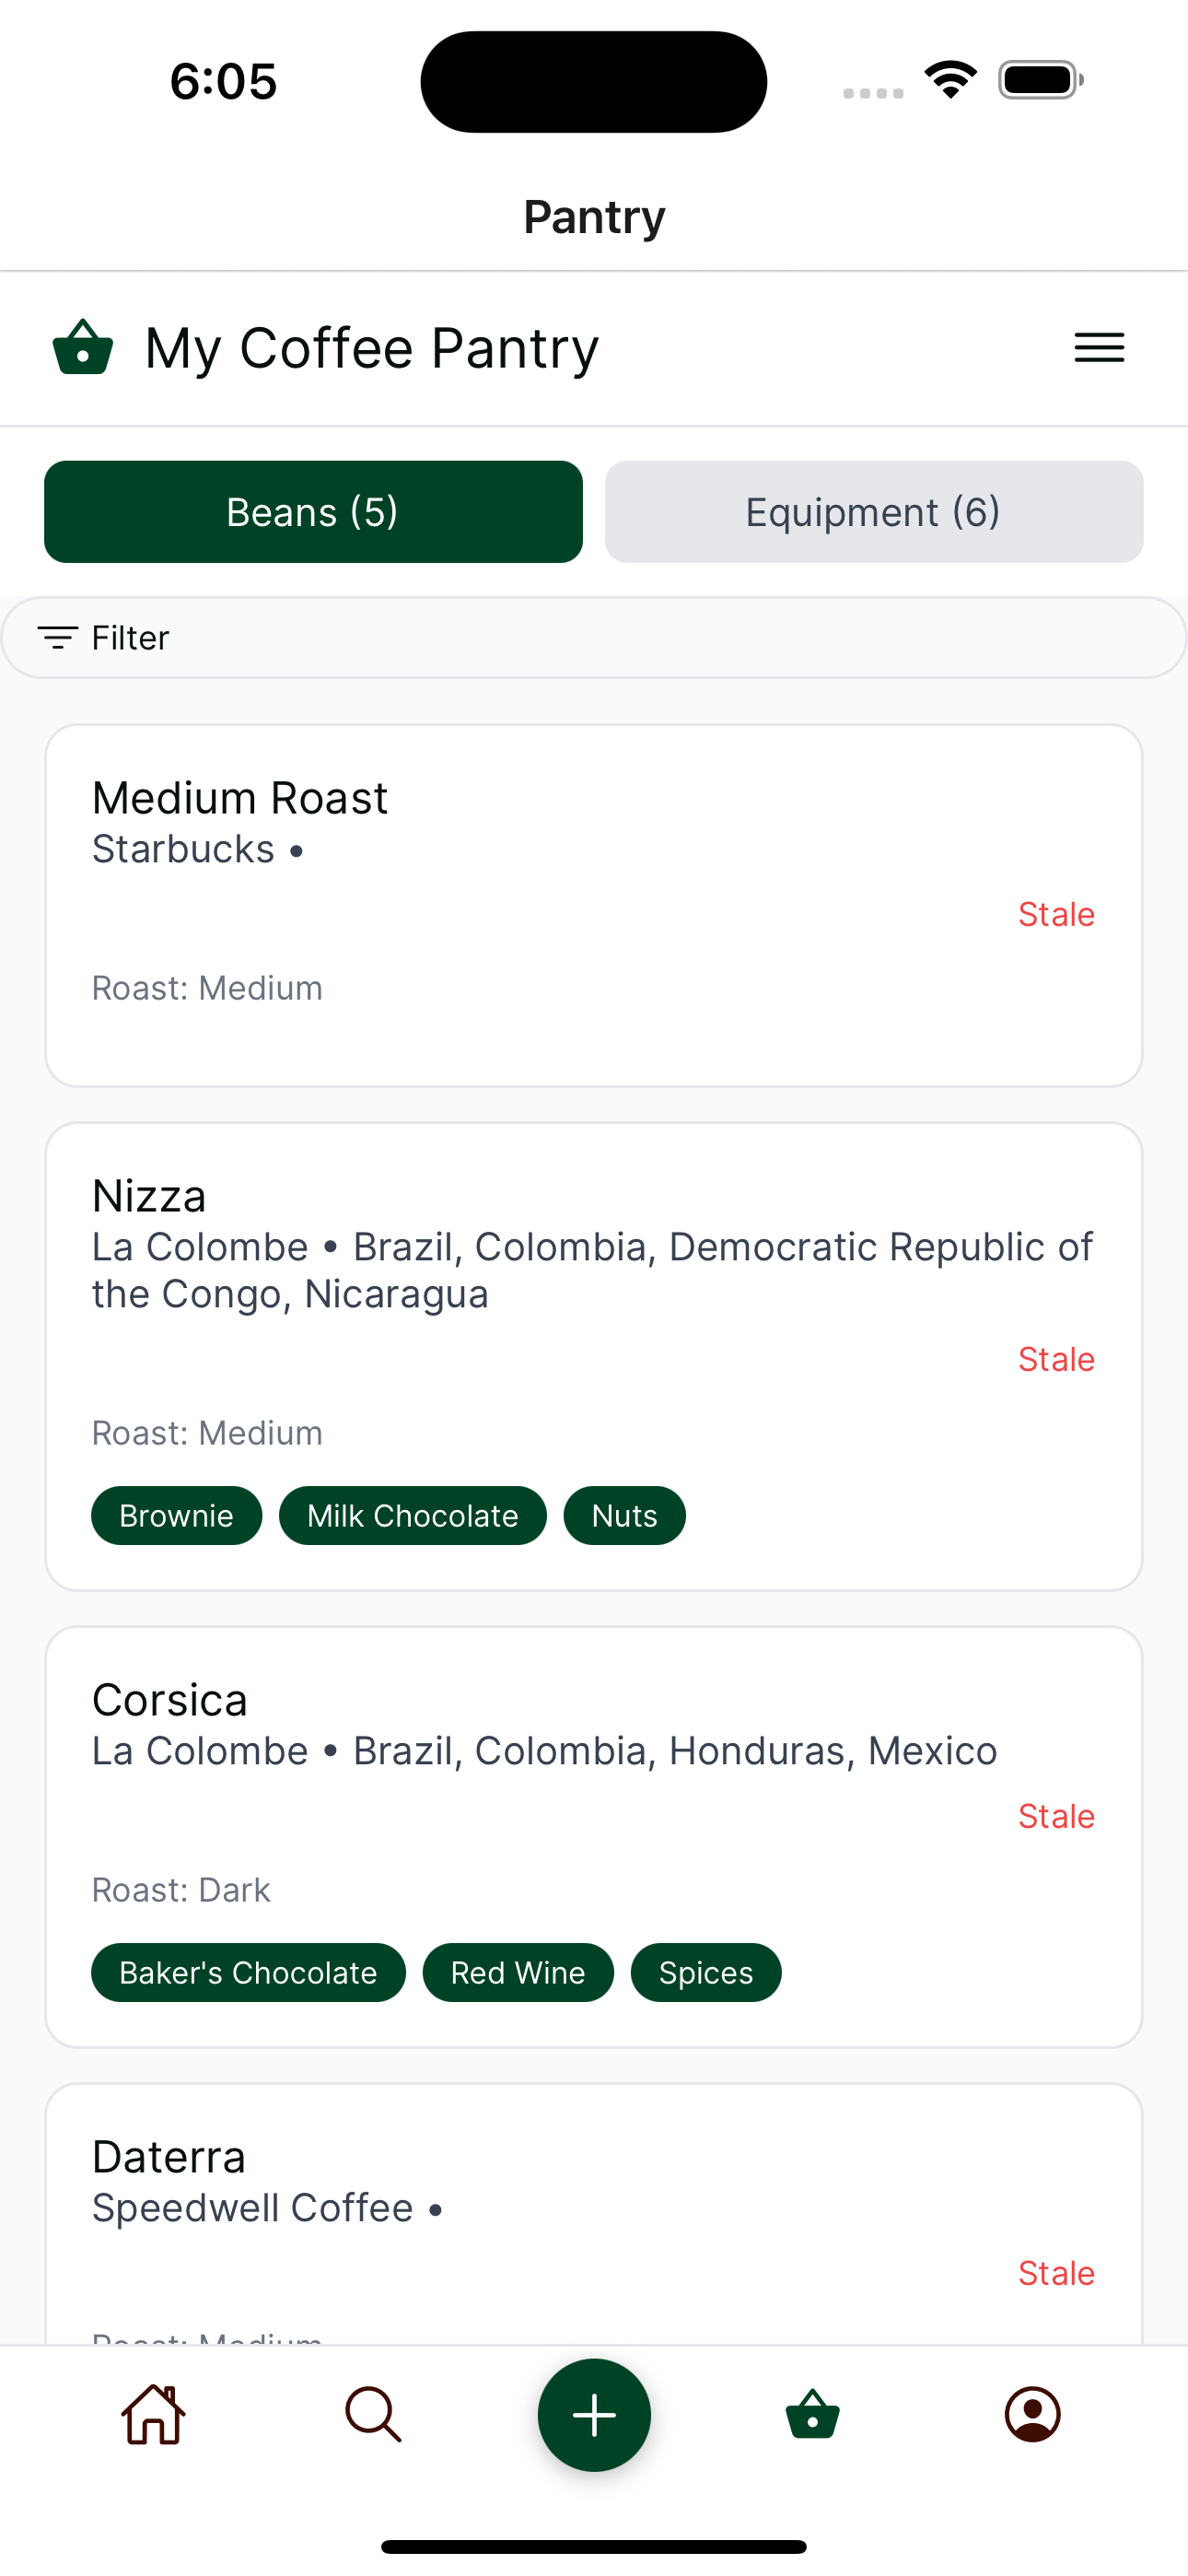 6:05
Pantry
My Coffee Pantry
Beans (5)
Equipment (6)
Filter
Medium Roast
Starbucks •
Stale
Roast: Medium
Nizza
La Colombe • Brazil, Colombia, Democratic Republic of
the Congo, Nicaragua
Stale
Roast: Medium
Brownie
Milk Chocolate
Nuts
Corsica
La Colombe • Brazil, Colombia, Honduras, Mexico
Stale
Roast: Dark
Baker's Chocolate
Red Wine
Spices
Daterra
Speedwell Coffee •
Stale
Roast: Medium